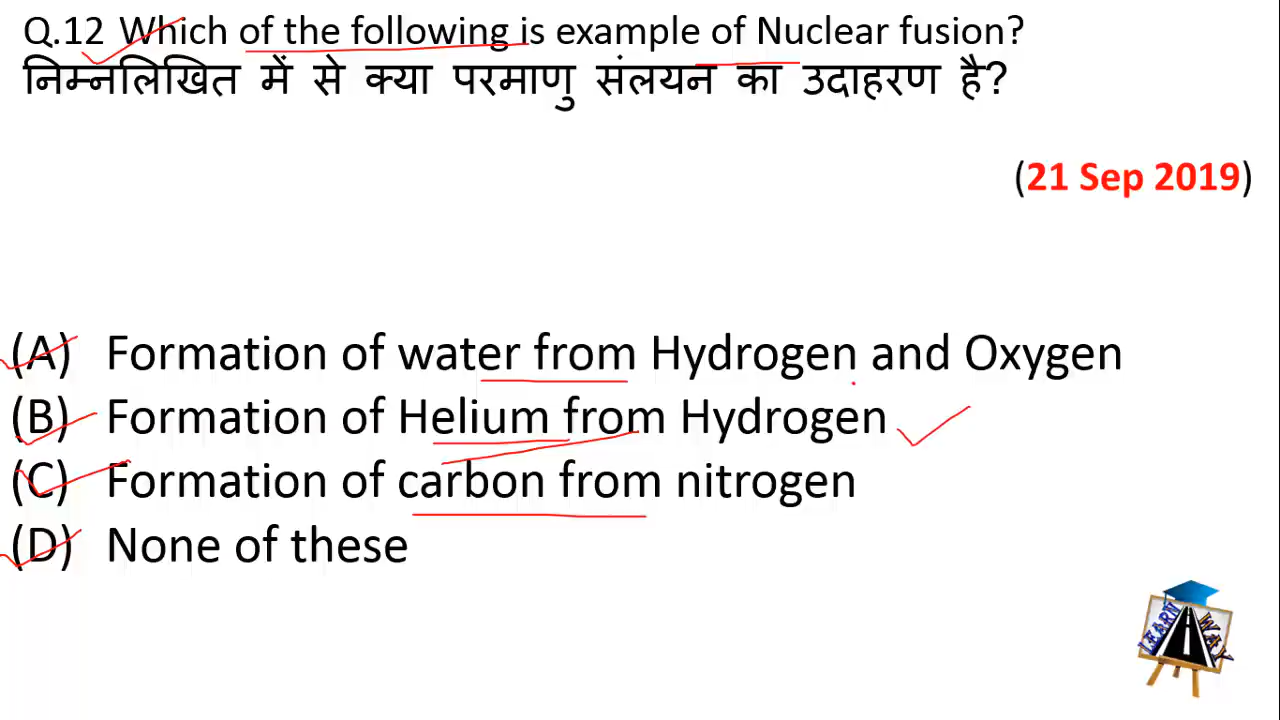 Q.12 Which of the following is example of Nuclear fusion?
निम्नलिखित में से क्या परमाणु संलयन का उदाहरण है?
(21 Sep 2019)
(A) Formation of water from Hydrogen and Oxygen
(B) Formation of Helium from Hydrogen
(C) Formation of carbon from nitrogen
(D) None of these
LEARN WAY